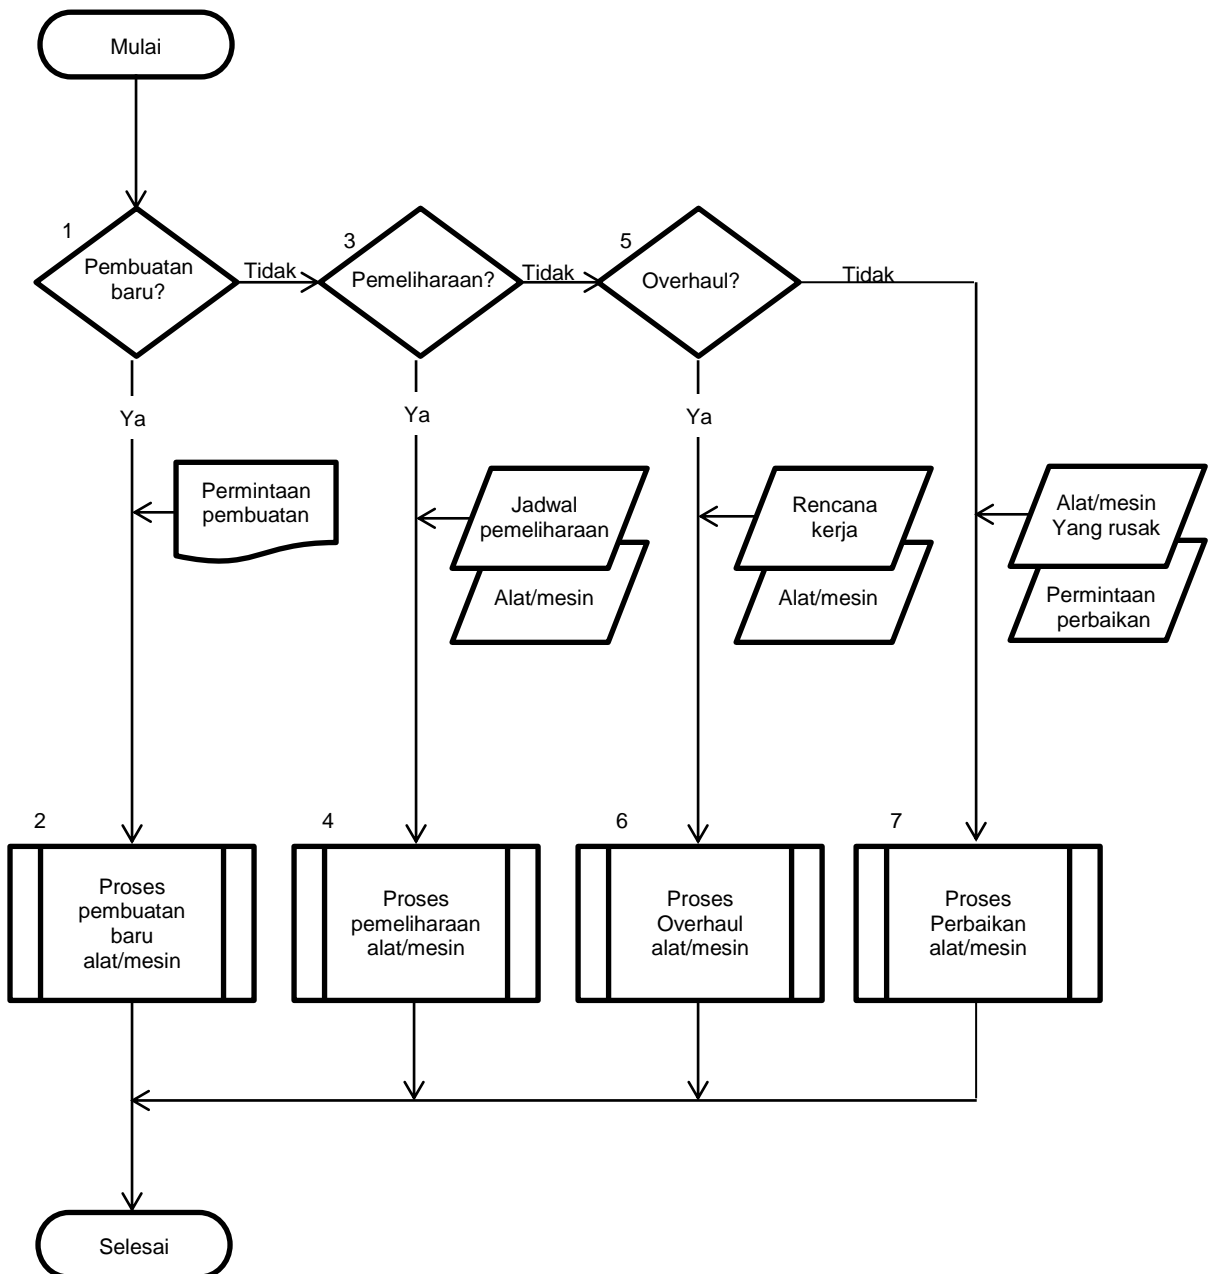 Mulai
1
Pembuatan
baru?
Tidak
3
Pemeliharaan?
Tidak
5
Overhaul?
Tidak
Ya
Ya
Ya
Permintaan
pembuatan
Jadwal
pemeliharaan
Alat/mesin
Rencana
kerja
Alat/mesin
Alat/mesin
Yang rusak
Permintaan
perbaikan
2
Proses
pembuatan
baru
alat/mesin
4
Proses
pemeliharaan
alat/mesin
6
Proses
Overhaul
alat/mesin
7
Proses
Perbaikan
alat/mesin
Selesai